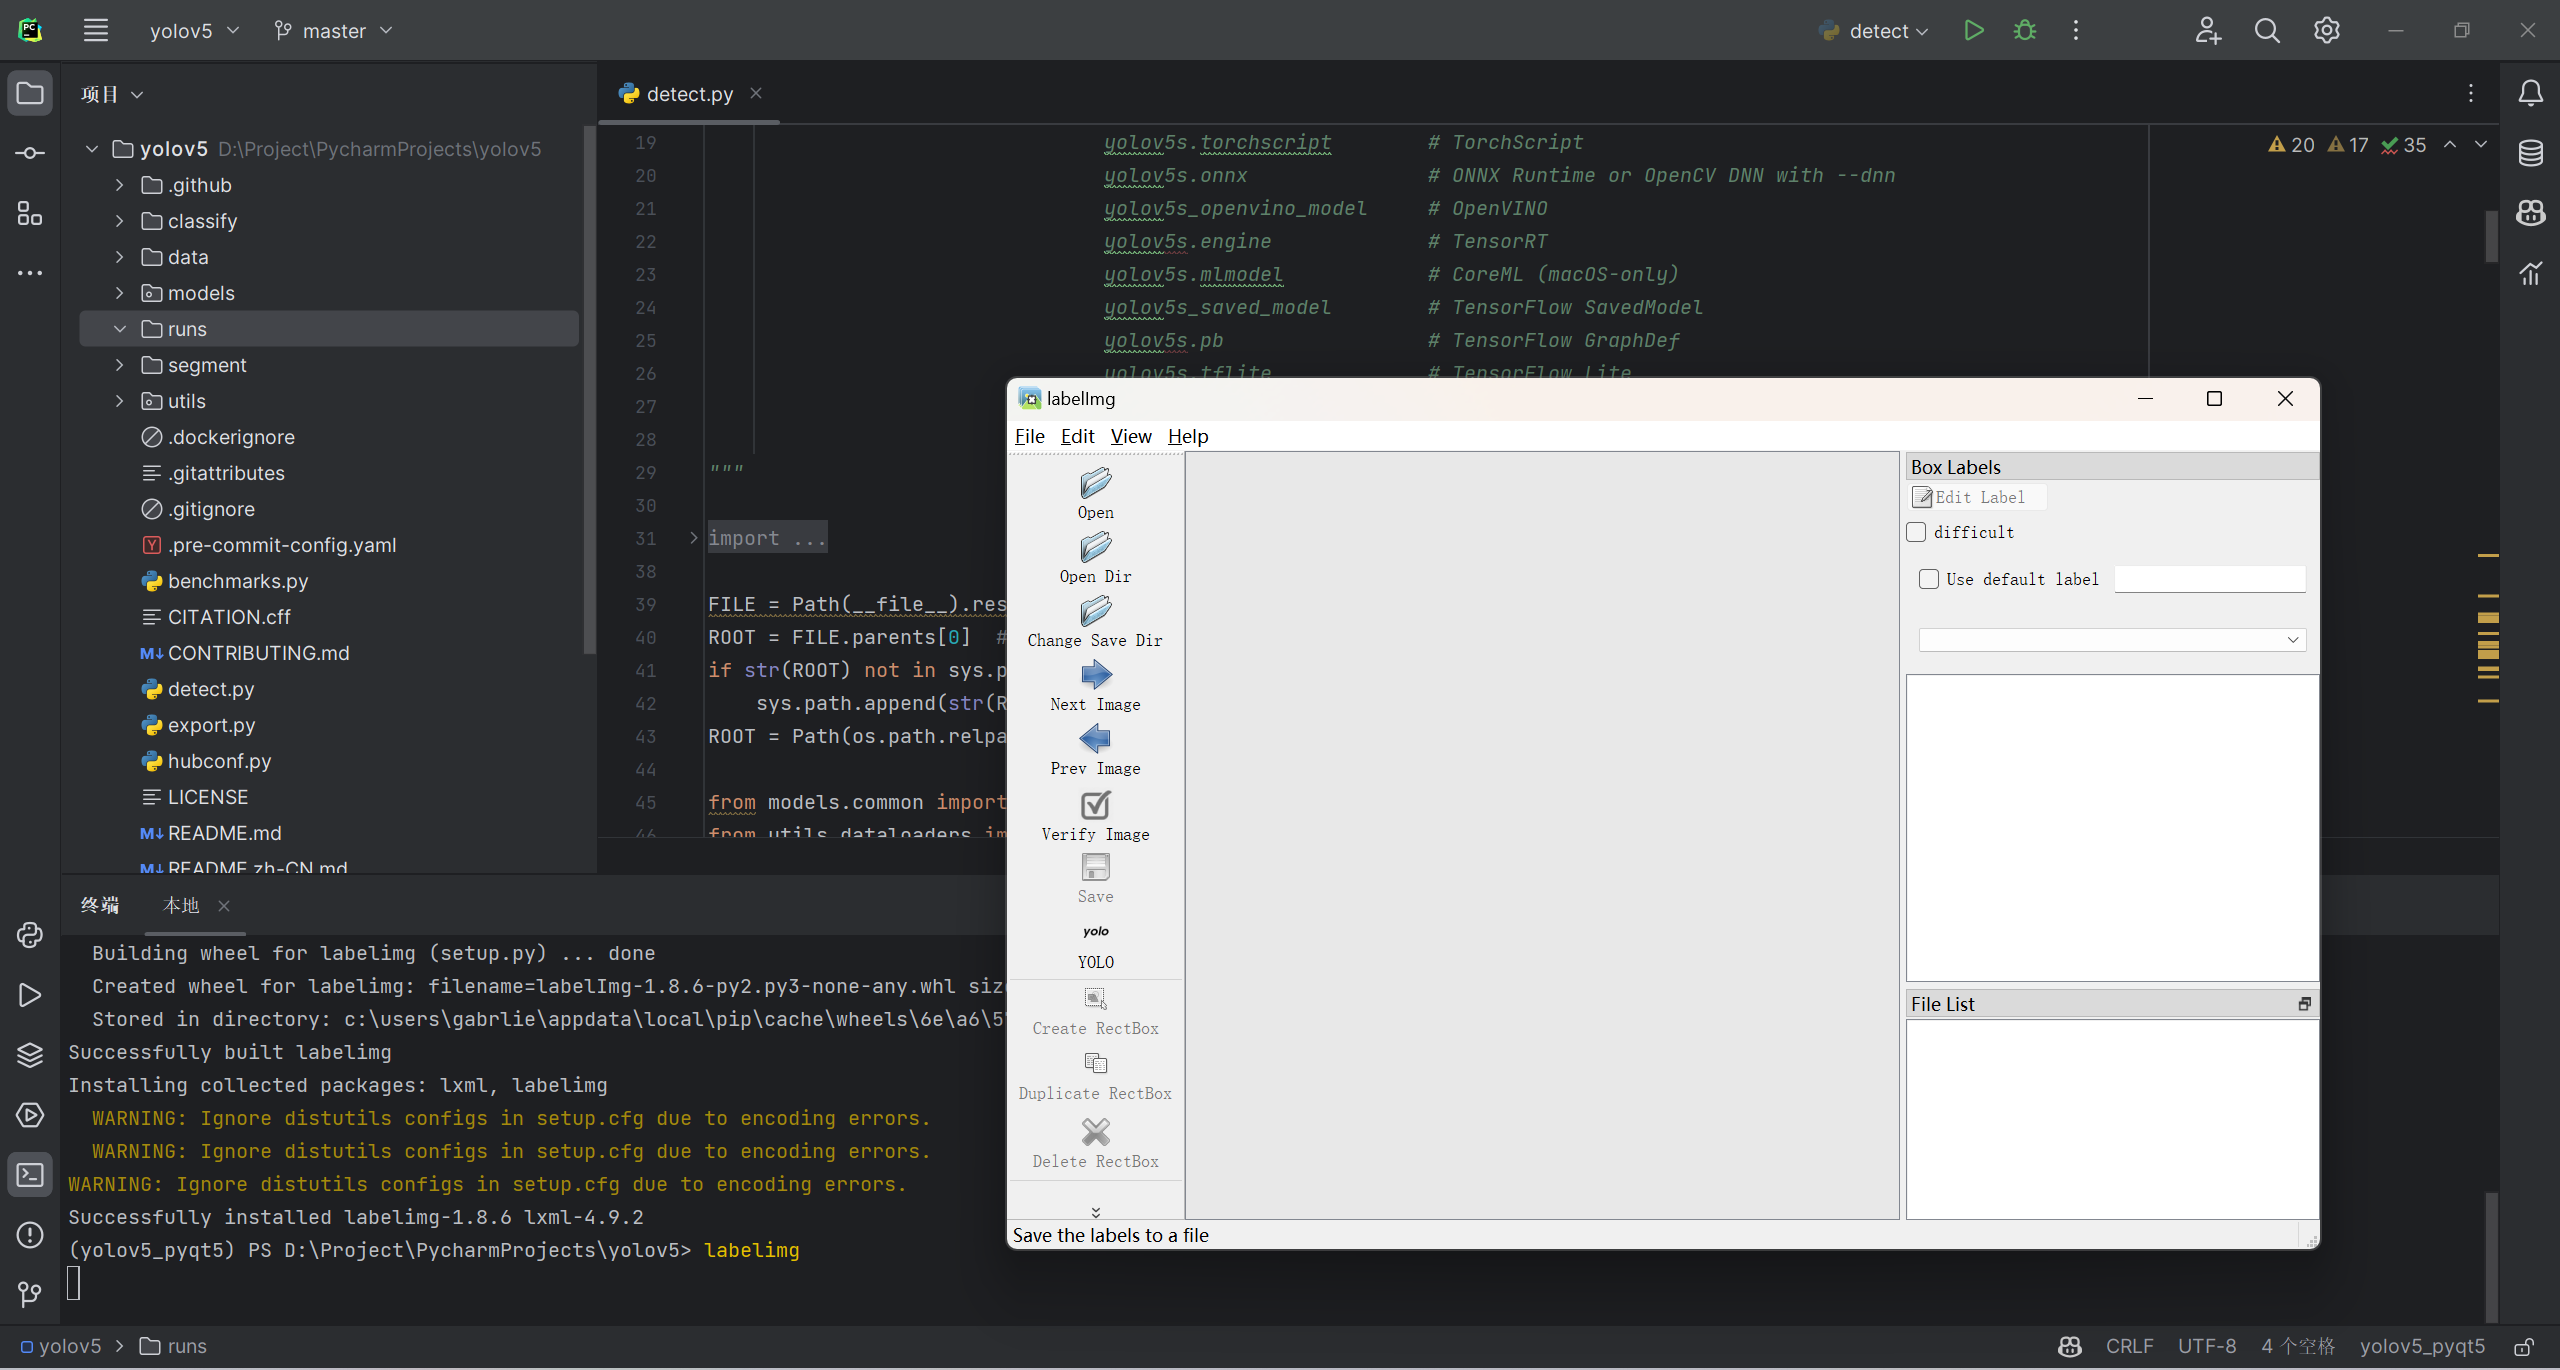 yolov5
master
detect
项目
yolov5 D:\Project\PycharmProjects\yolov5
.github
classify
data
models
runs
segment
utils
.dockerignore
.gitattributes
.gitignore
.pre-commit-config.yaml
benchmarks.py
CITATION.cff
CONTRIBUTING.md
detect.py
export.py
hubconf.py
LICENSE
README.md
README.zh-CN.md
detect.py
20 17 35
19 yolov5s.torchscript # TorchScript
20 yolov5s.onnx # ONNX Runtime or OpenCV DNN with --dnn
21 yolov5s_openvino_model # OpenVINO
22 yolov5s.engine # TensorRT
23 yolov5s.mlmodel # CoreML (macOS-only)
24 yolov5s_saved_model # TensorFlow SavedModel
25 yolov5s.pb # TensorFlow GraphDef
26 yolov5s.tflite # TensorFlow Lite
27
28
29 """
30
31 import ...
38
39 FILE = Path(__file__).res
40 ROOT = FILE.parents[0] #
41 if str(ROOT) not in sys.p
42 sys.path.append(str(R
43 ROOT = Path(os.path.relpa
44
45 from models.common import
46 from utils.dataloaders im
labelImg
File Edit View Help
Open
Open Dir
Change Save Dir
Next Image
Prev Image
Verify Image
Save
yolo
YOLO
Create RectBox
Duplicate RectBox
Delete RectBox
Box Labels
Edit Label
difficult
Use default label
File List
Save the labels to a file
终端 本地
Building wheel for labelimg (setup.py) ... done
Created wheel for labelimg: filename=labelImg-1.8.6-py2.py3-none-any.whl siz
Stored in directory: c:\users\gabrlie\appdata\local\pip\cache\wheels\6e\a6\5
Successfully built labelimg
Installing collected packages: lxml, labelimg
WARNING: Ignore distutils configs in setup.cfg due to encoding errors.
WARNING: Ignore distutils configs in setup.cfg due to encoding errors.
WARNING: Ignore distutils configs in setup.cfg due to encoding errors.
Successfully installed labelimg-1.8.6 lxml-4.9.2
(yolov5_pyqt5) PS D:\Project\PycharmProjects\yolov5> labelimg
yolov5 > runs
CRLF UTF-8 4 个空格 yolov5_pyqt5